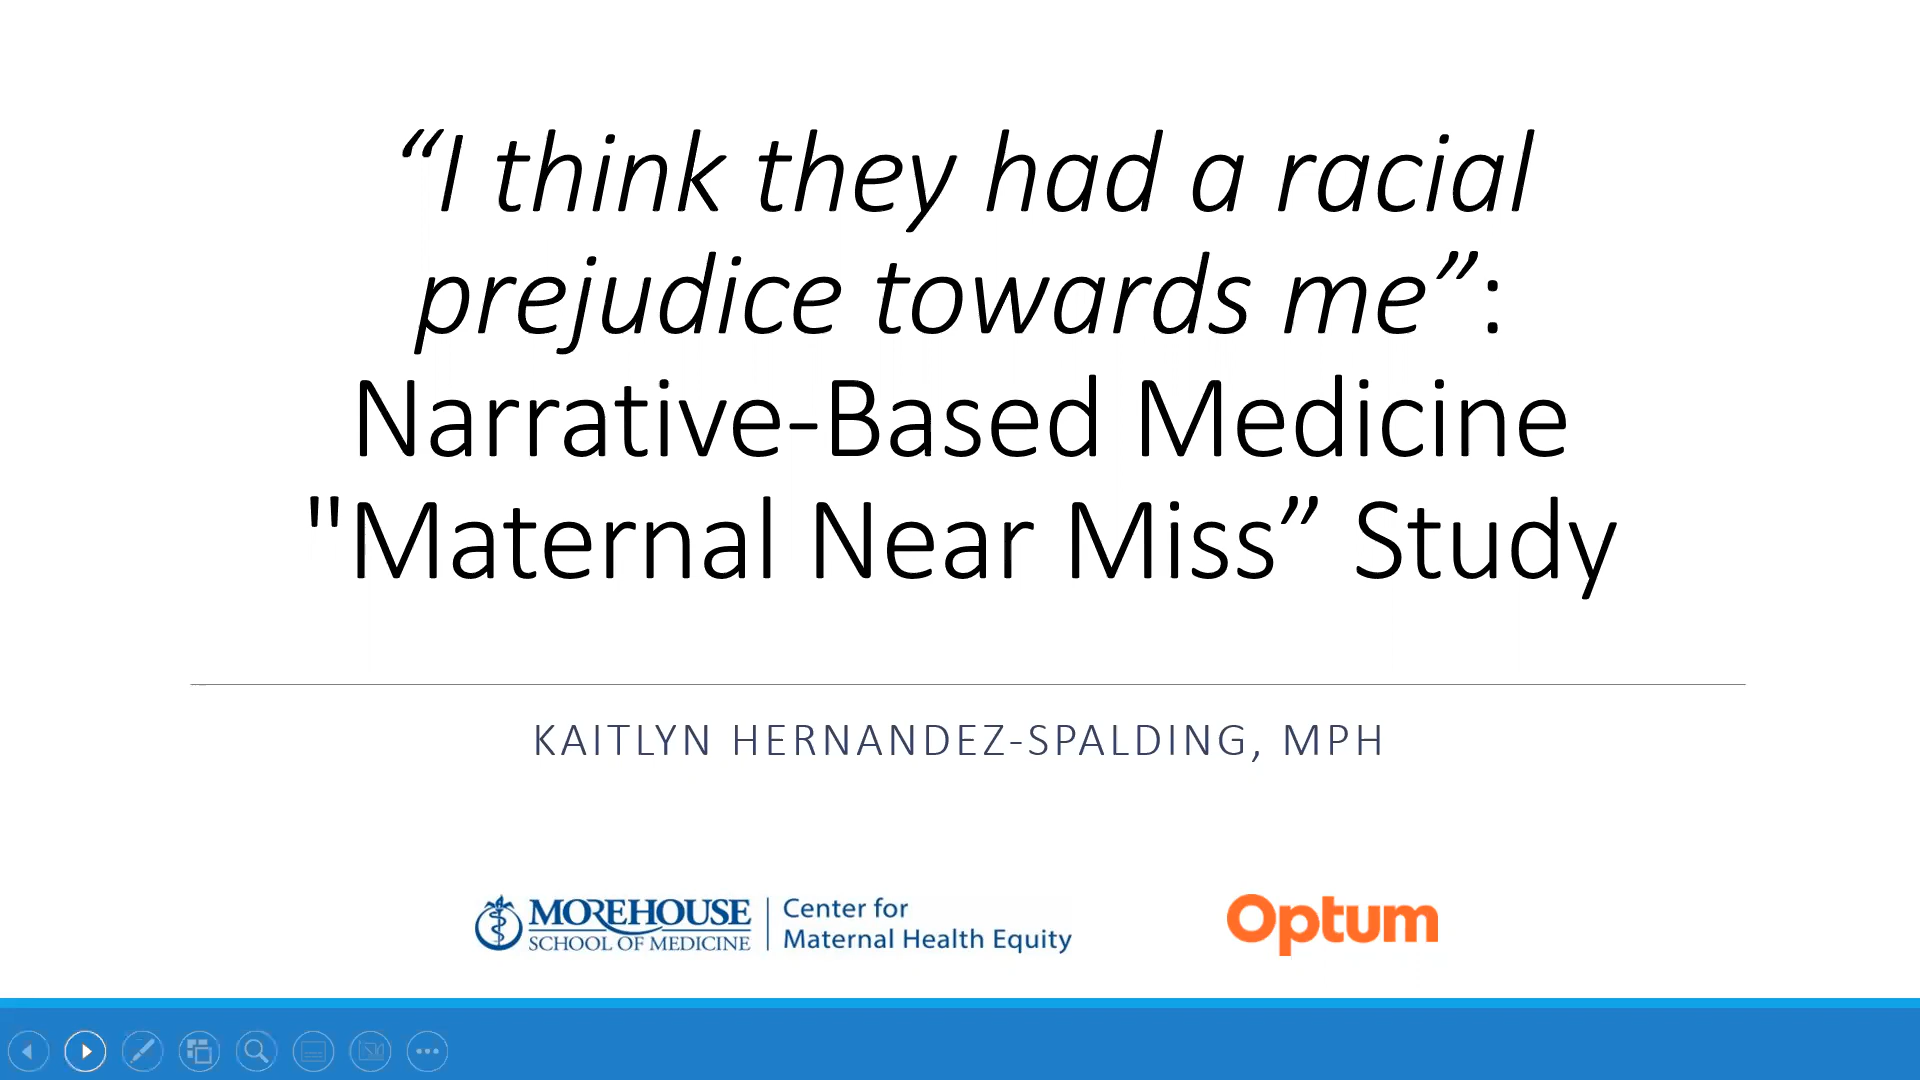 “I think they had a racial
prejudice towards me”:
Narrative-Based Medicine
"Maternal Near Miss” Study
KAITLYN HERNANDEZ-SPALDING, MPH
MOREHOUSE
SCHOOL OF MEDICINE
Center for
Maternal Health Equity
Optum